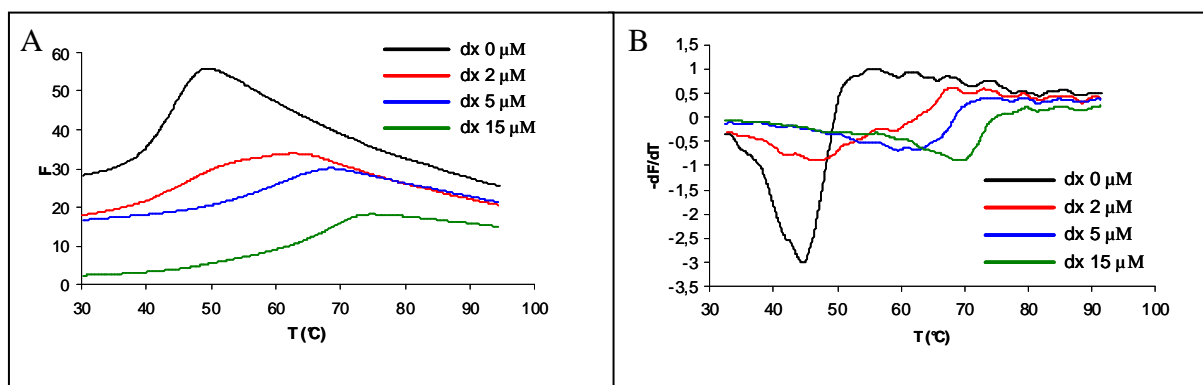 A
60
50
40
30
20
10
0
F
30 40 50 60 70 80 90 100
T (°C)
dx 0 μM
dx 2 μM
dx 5 μM
dx 15 μM
B
1,5
1
0,5
0
-0,5
-1
-1,5
-2
-2,5
-3
-3,5
-dF/dT
30 40 50 60 70 80 90 100
T (°C)
dx 0 μM
dx 2 μM
dx 5 μM
dx 15 μM